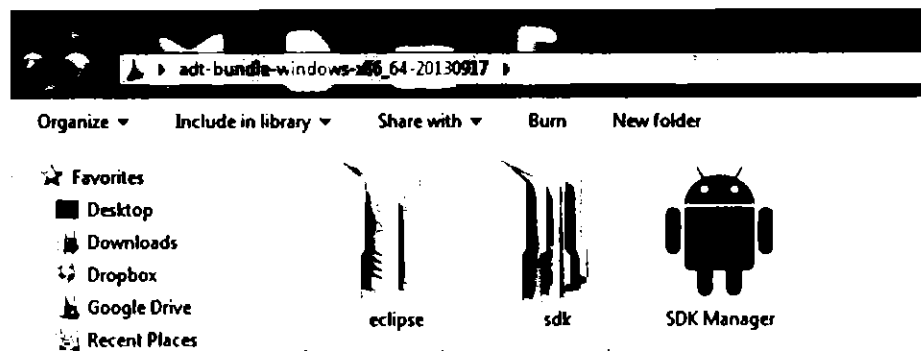 adt-bundle-windows-x86_64-20130917
Organize Include in library Share with Burn New folder
Favorites
Desktop
Downloads
Dropbox
Google Drive
Recent Places
eclipse sdk SDK Manager